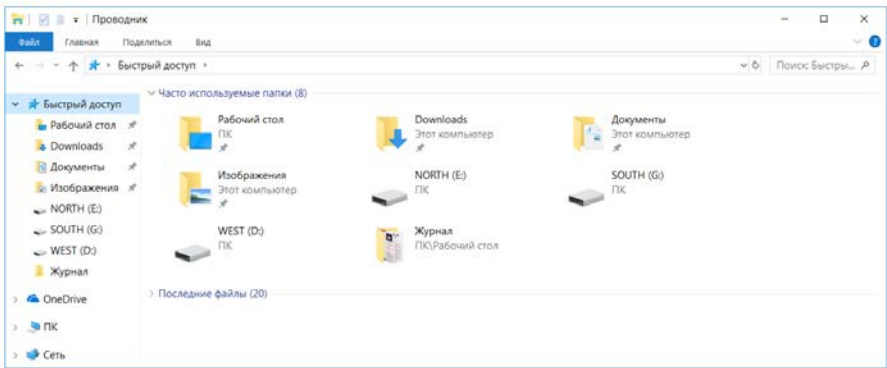 Проводник
Файл Главная Поделиться Вид
Быстрый доступ
Поиск: Быстры...
Быстрый доступ
Рабочий стол
Downloads
Документы
Изображения
NORTH (E:)
SOUTH (G:)
WEST (D:)
Журнал
OneDrive
ПК
Сеть
Часто используемые папки (8)
Рабочий стол
ПК
Downloads
Этот компьютер
Документы
Этот компьютер
Изображения
Этот компьютер
NORTH (E:)
ПК
SOUTH (G:)
ПК
WEST (D:)
ПК
Журнал
ПК\Рабочий стол
Последние файлы (20)